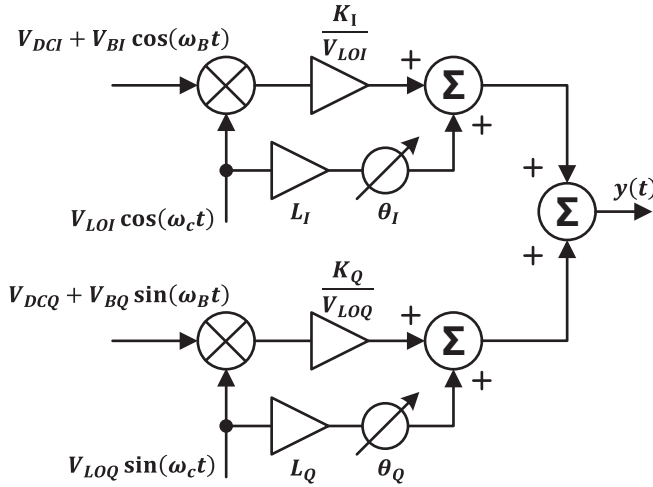 V_{DCI} + V_{BI} cos(ω_B t)
K_I
V_{LOI}
+
Σ
+
L_I
θ_I
V_{LOI} cos(ω_c t)
+
Σ
y(t)
+
V_{DCQ} + V_{BQ} sin(ω_B t)
K_Q
V_{LOQ}
+
Σ
+
L_Q
θ_Q
V_{LOQ} sin(ω_c t)